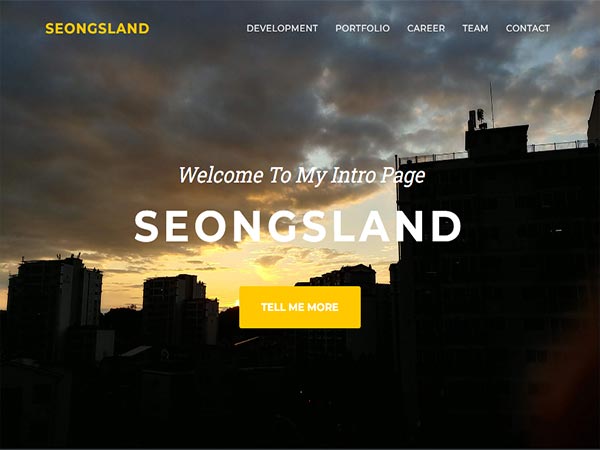 SEONGSLAND
DEVELOPMENT PORTFOLIO CAREER TEAM CONTACT
Welcome To My Intro Page
SEONGSLAND
TELL ME MORE